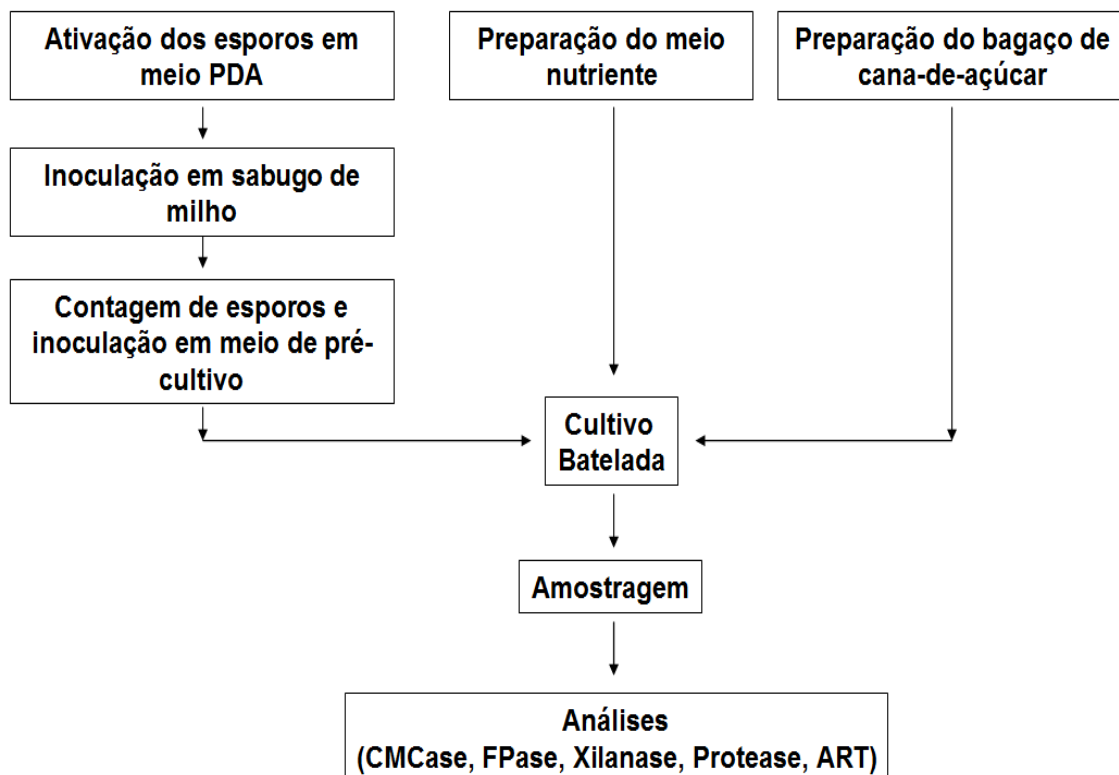 Ativação dos esporos em
meio PDA
Preparação do meio
nutriente
Preparação do bagaço de
cana-de-açúcar
Inoculação em sabugo de
milho
Contagem de esporos e
inoculação em meio de pré-
cultivo
Cultivo
Batelada
Amostragem
Análises
(CMCase, FPase, Xilanase, Protease, ART)